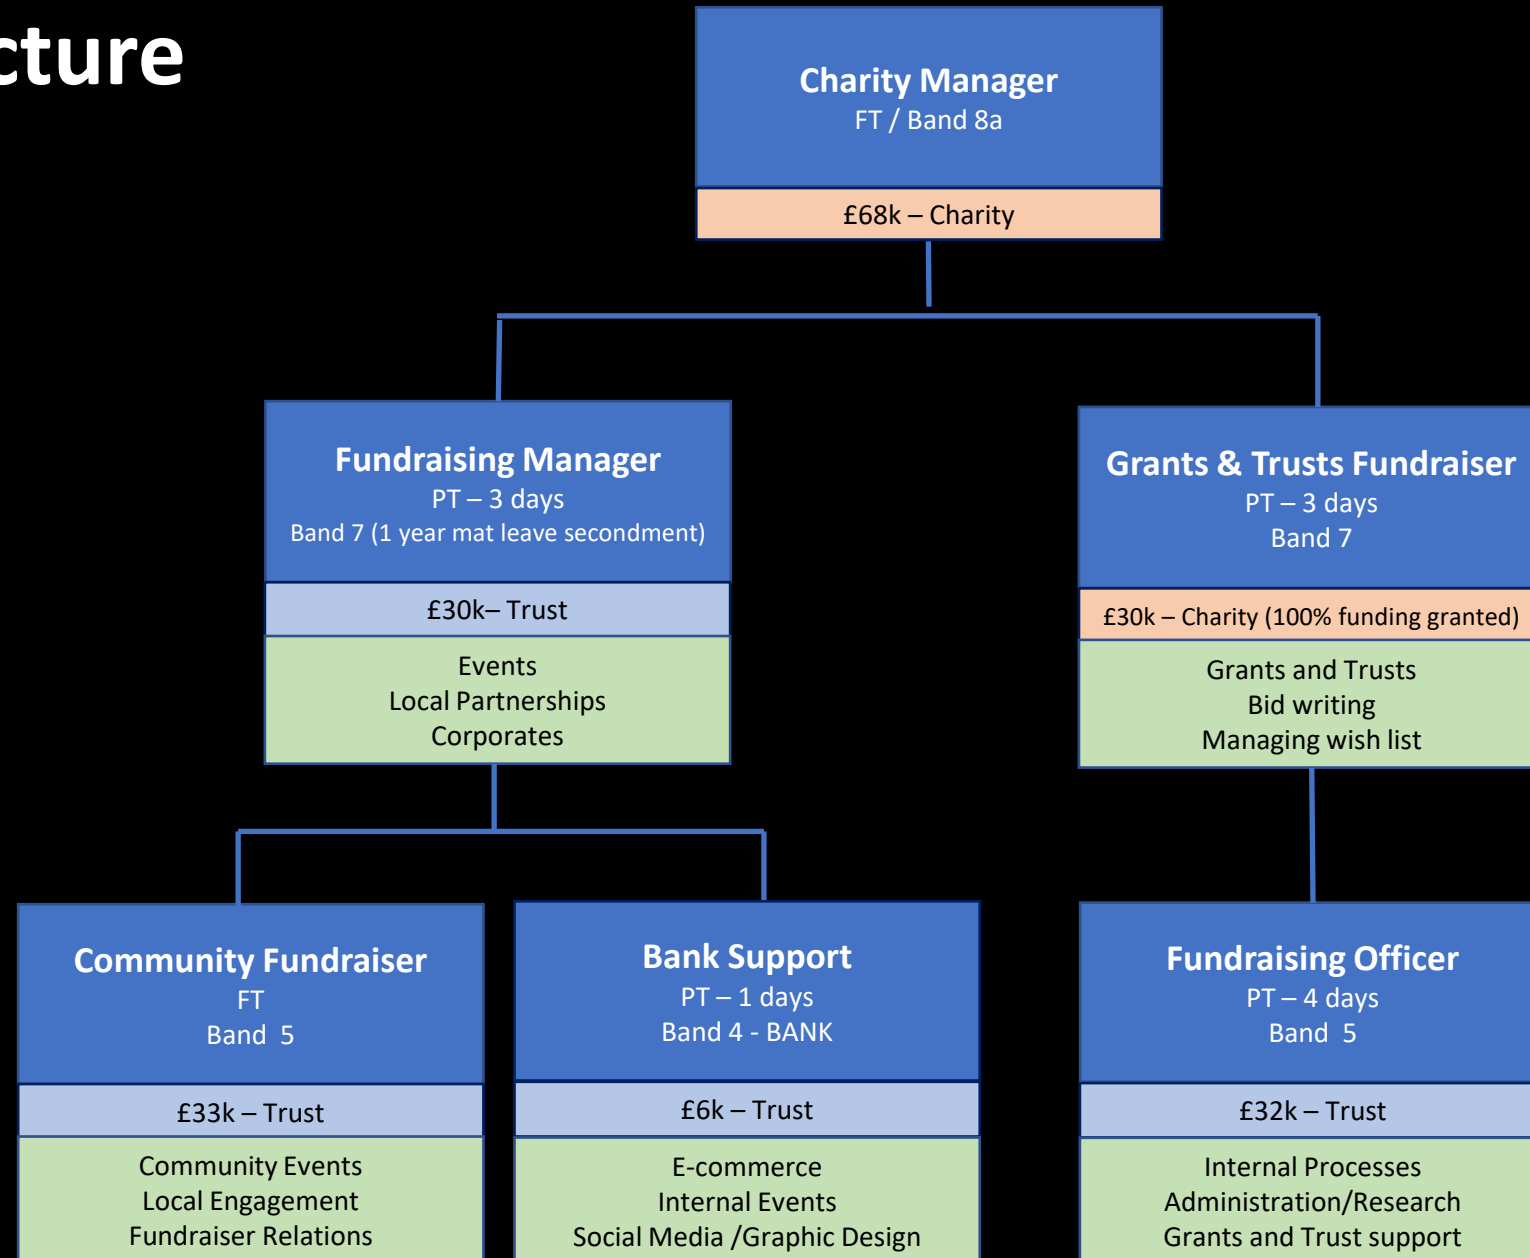 cture
Charity Manager
FT / Band 8a
£68k – Charity
Fundraising Manager
PT – 3 days
Band 7 (1 year mat leave secondment)
£30k– Trust
Events
Local Partnerships
Corporates
Grants & Trusts Fundraiser
PT – 3 days
Band 7
£30k – Charity (100% funding granted)
Grants and Trusts
Bid writing
Managing wish list
Community Fundraiser
FT
Band  5
£33k – Trust
Community Events
Local Engagement
Fundraiser Relations
Bank Support
PT – 1 days
Band 4 - BANK
£6k – Trust
E-commerce
Internal Events
Social Media /Graphic Design
Fundraising Officer
PT – 4 days
Band  5
£32k – Trust
Internal Processes
Administration/Research
Grants and Trust support